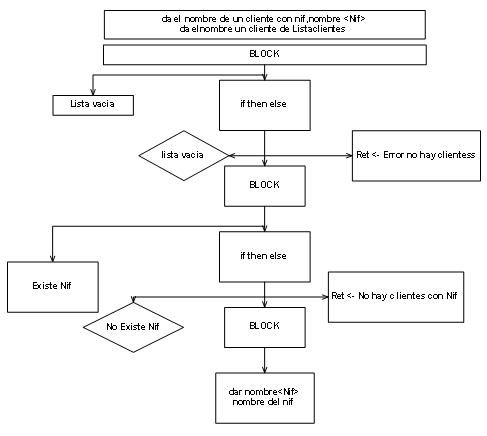 da el nombre de un cliente con nif,nombre <Nif>
da elnombre un cliente de Listaclientes
BLOCK
Lista vacia
if then else
lista vacia
Ret <- Error no hay clientess
BLOCK
if then else
Existe Nif
No Existe Nif
Ret <- No hay clientes con Nif
BLOCK
dar nombre<Nif>
nombre del nif